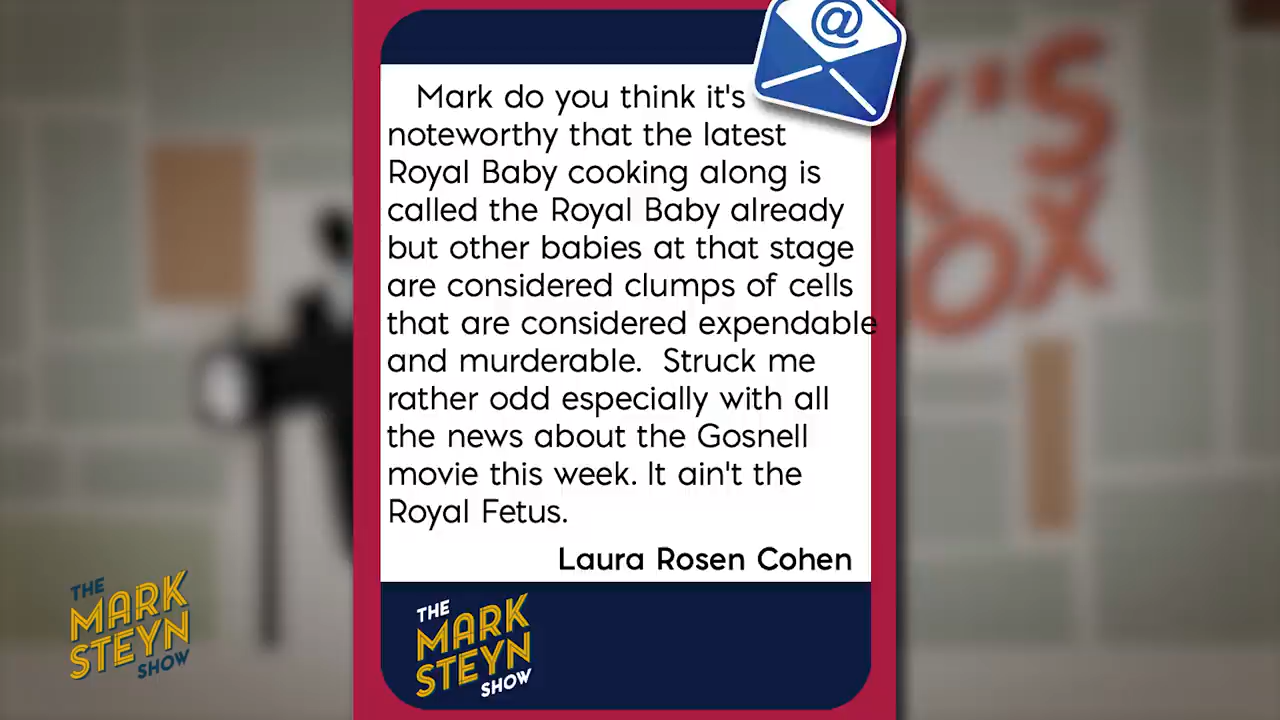 @
Mark do you think it's
noteworthy that the latest
Royal Baby cooking along is
called the Royal Baby already
but other babies at that stage
are considered clumps of cells
that are considered expendable
and murderable.  Struck me
rather odd especially with all
the news about the Gosnell
movie this week. It ain't the
Royal Fetus.
Laura Rosen Cohen
THE
MARK
STEYN
SHOW
THE
MARK
STEYN
SHOW